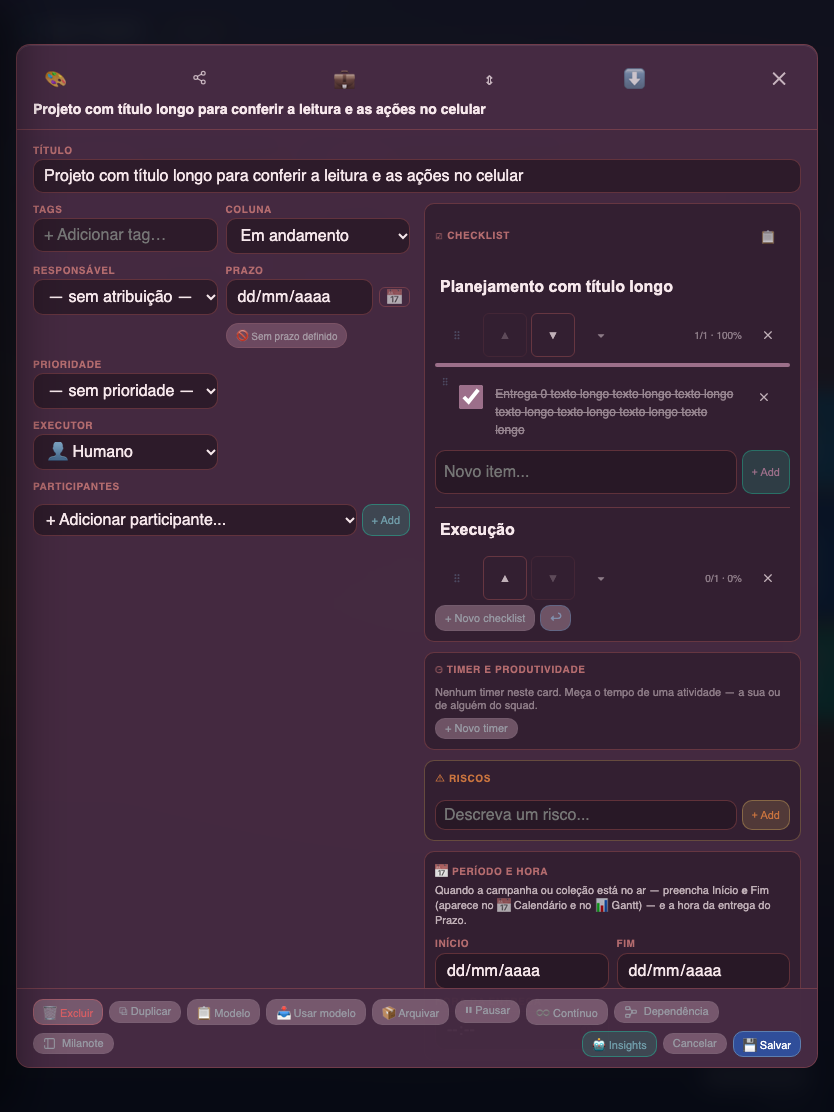 Projeto com título longo para conferir a leitura e as ações no celular
TÍTULO
Projeto com título longo para conferir a leitura e as ações no celular
TAGS
+ Adicionar tag...
COLUNA
Em andamento
RESPONSÁVEL
— sem atribuição —
PRAZO
dd/mm/aaaa
Sem prazo definido
PRIORIDADE
— sem prioridade —
EXECUTOR
Humano
PARTICIPANTES
+ Adicionar participante...
+ Add
CHECKLIST
Planejamento com título longo
1/1 · 100%
Entrega 0 texto longo texto longo texto longo
texto longo texto longo texto longo texto
longo
Novo item...
+ Add
Execução
0/1 · 0%
+ Novo checklist
TIMER E PRODUTIVIDADE
Nenhum timer neste card. Meça o tempo de uma atividade — a sua ou
de alguém do squad.
+ Novo timer
RISCOS
Descreva um risco...
+ Add
PERÍODO E HORA
Quando a campanha ou coleção está no ar — preencha Início e Fim
(aparece no 📅 Calendário e no 📊 Gantt) — e a hora da entrega do
Prazo.
INÍCIO
dd/mm/aaaa
FIM
dd/mm/aaaa
Excluir
Duplicar
Modelo
Usar modelo
Arquivar
Pausar
Contínuo
Dependência
Milanote
Insights
Cancelar
Salvar